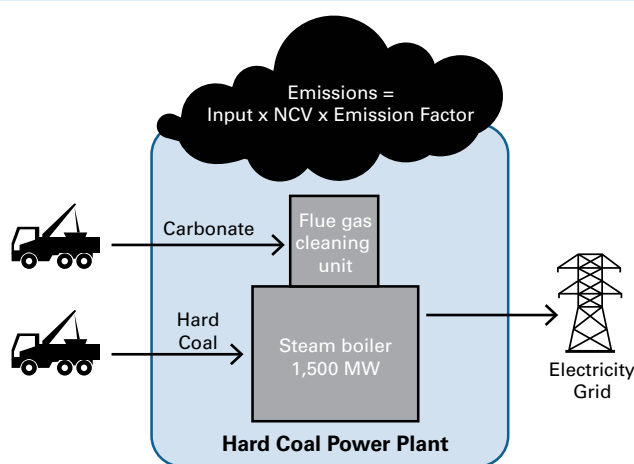 Emissions =
Input x NCV x Emission Factor
Carbonate
Flue gas
cleaning
unit
Hard
Coal
Steam boiler
1,500 MW
Electricity
Grid
Hard Coal Power Plant